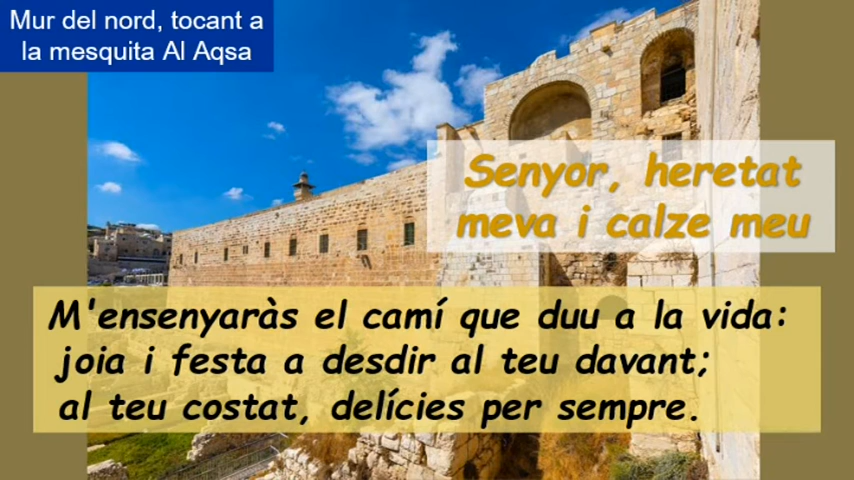 Mur del nord, tocant a
la mesquita Al Aqsa
Senyor, heretat
meva i calze meu
M'ensenyaràs el camí que duu a la vida:
joia i festa a desdir al teu davant;
al teu costat, delícies per sempre.